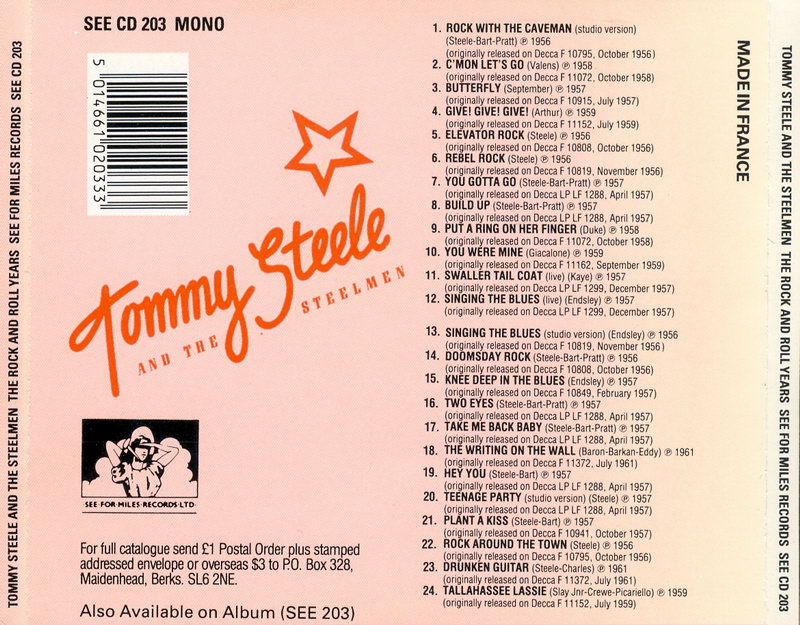 TOMMY STEELE AND THE STEELMEN THE ROCK AND ROLL YEARS SEE FOR MILES RECORDS SEE CD 203
SEE CD 203 MONO
5 014661 020333
Tommy Steele
AND THE STEELMEN
SEE·FOR·MILES·RECORDS·LTD·
For full catalogue send £1 Postal Order plus stamped
addressed envelope or overseas $3 to P.O. Box 328,
Maidenhead, Berks. SL6 2NE.
Also Available on Album (SEE 203)
1. ROCK WITH THE CAVEMAN (studio version)
(Steele-Bart-Pratt) ℗ 1956
(originally released on Decca F 10795, October 1956)
2. C'MON LET'S GO (Valens) ℗ 1958
(originally released on Decca F 11072, October 1958)
3. BUTTERFLY (September) ℗ 1957
(originally released on Decca F 10915, July 1957)
4. GIVE! GIVE! GIVE! (Arthur) ℗ 1959
(originally released on Decca F 11152, July 1959)
5. ELEVATOR ROCK (Steele) ℗ 1956
(originally released on Decca F 10808, October 1956)
6. REBEL ROCK (Steele) ℗ 1956
(originally released on Decca F 10819, November 1956)
7. YOU GOTTA GO (Steele-Bart-Pratt) ℗ 1957
(originally released on Decca LP LF 1288, April 1957)
8. BUILD UP (Steele-Bart-Pratt) ℗ 1957
(originally released on Decca LP LF 1288, April 1957)
9. PUT A RING ON HER FINGER (Duke) ℗ 1958
(originally released on Decca F 11072, October 1958)
10. YOU WERE MINE (Giacalone) ℗ 1959
(originally released on Decca F 11162, September 1959)
11. SWALLER TAIL COAT (live) (Kaye) ℗ 1957
(originally released on Decca LP LF 1299, December 1957)
12. SINGING THE BLUES (live) (Endsley) ℗ 1957
(originally released on Decca LP LF 1299, December 1957)
13. SINGING THE BLUES (studio version) (Endsley) ℗ 1956
(originally released on Decca F 10819, November 1956)
14. DOOMSDAY ROCK (Steele-Bart-Pratt) ℗ 1956
(originally released on Decca F 10808, October 1956)
15. KNEE DEEP IN THE BLUES (Endsley) ℗ 1957
(originally released on Decca F 10849, February 1957)
16. TWO EYES (Steele-Bart-Pratt) ℗ 1957
(originally released on Decca LP LF 1288, April 1957)
17. TAKE ME BACK BABY (Steele-Bart-Pratt) ℗ 1957
(originally released on Decca LP LF 1288, April 1957)
18. THE WRITING ON THE WALL (Baron-Barkan-Eddy) ℗ 1961
(originally released on Decca F 11372, July 1961)
19. HEY YOU (Steele-Bart) ℗ 1957
(originally released on Decca LP LF 1288, April 1957)
20. TEENAGE PARTY (studio version) (Steele) ℗ 1957
(originally released on Decca LP LF 1288, April 1957)
21. PLANT A KISS (Steele-Bart) ℗ 1957
(originally released on Decca F 10941, October 1957)
22. ROCK AROUND THE TOWN (Steele) ℗ 1956
(originally released on Decca F 10795, October 1956)
23. DRUNKEN GUITAR (Steele-Charles) ℗ 1961
(originally released on Decca F 11372, July 1961)
24. TALLAHASSEE LASSIE (Slay Jnr-Crewe-Picariello) ℗ 1959
(originally released on Decca F 11152, July 1959)
MADE IN FRANCE
TOMMY STEELE AND THE STEELMEN THE ROCK AND ROLL YEARS SEE FOR MILES RECORDS SEE CD 203